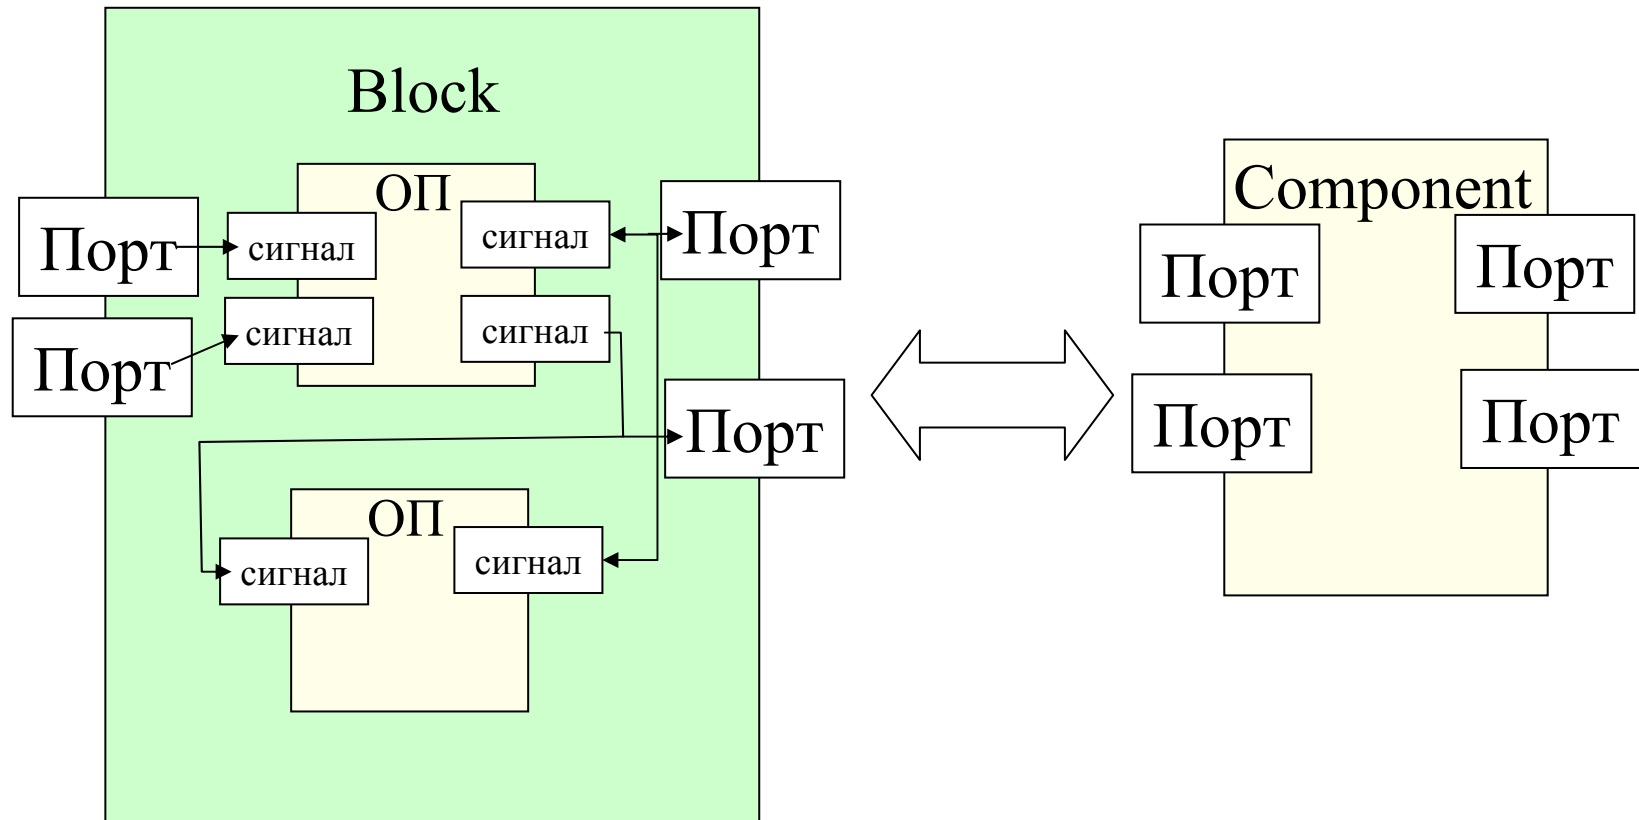 Block
ОП
Порт
сигнал
сигнал
Порт
Порт
сигнал
сигнал
Порт
ОП
сигнал
сигнал
Component
Порт
Порт
Порт
Порт